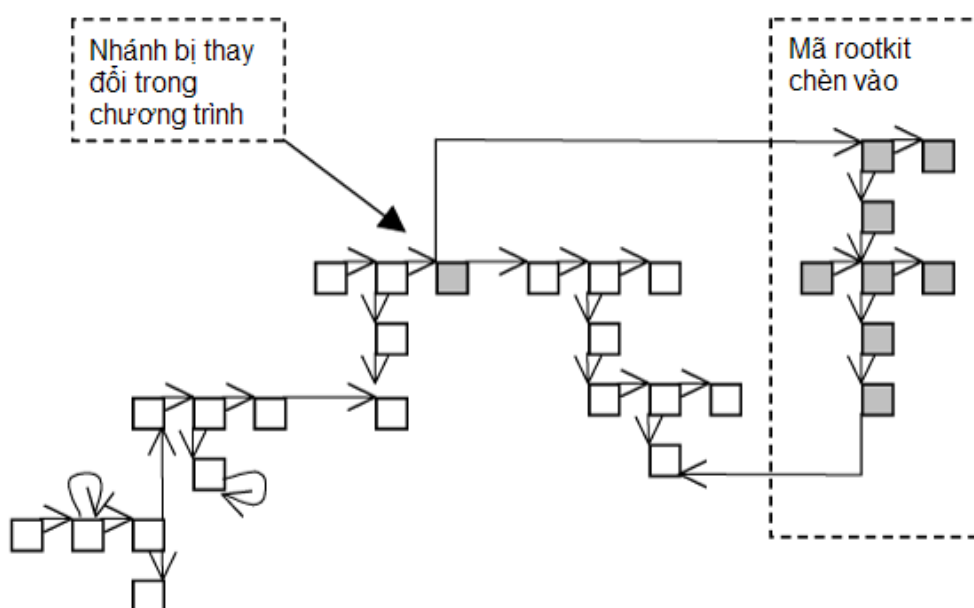 Nhánh bị thay
đổi trong
chương trình
Mã rootkit
chèn vào